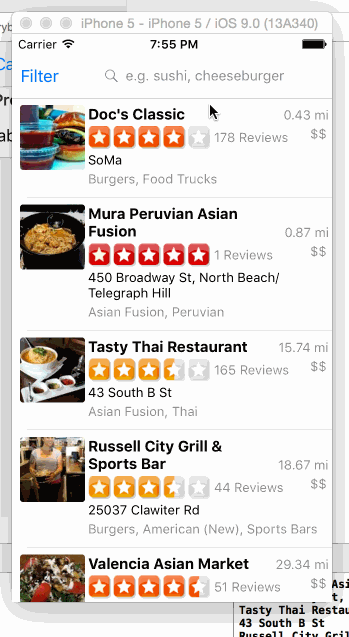 iPhone 5 - iPhone 5 / iOS 9.0 (13A340)
Carrier 7:55 PM
Filter e.g. sushi, cheeseburger
Doc's Classic 0.43 mi
178 Reviews $$
SoMa
Burgers, Food Trucks
Mura Peruvian Asian
Fusion 0.87 mi
1 Reviews $$
450 Broadway St, North Beach/
Telegraph Hill
Asian Fusion, Peruvian
Tasty Thai Restaurant 15.74 mi
165 Reviews $$
43 South B St
Asian Fusion, Thai
Russell City Grill &
Sports Bar 18.67 mi
44 Reviews $$
25037 Clawiter Rd
Burgers, American (New), Sports Bars
Valencia Asian Market 29.34 mi
51 Reviews $$
Tasty Thai Restau
43 South B St
Russell City Gril